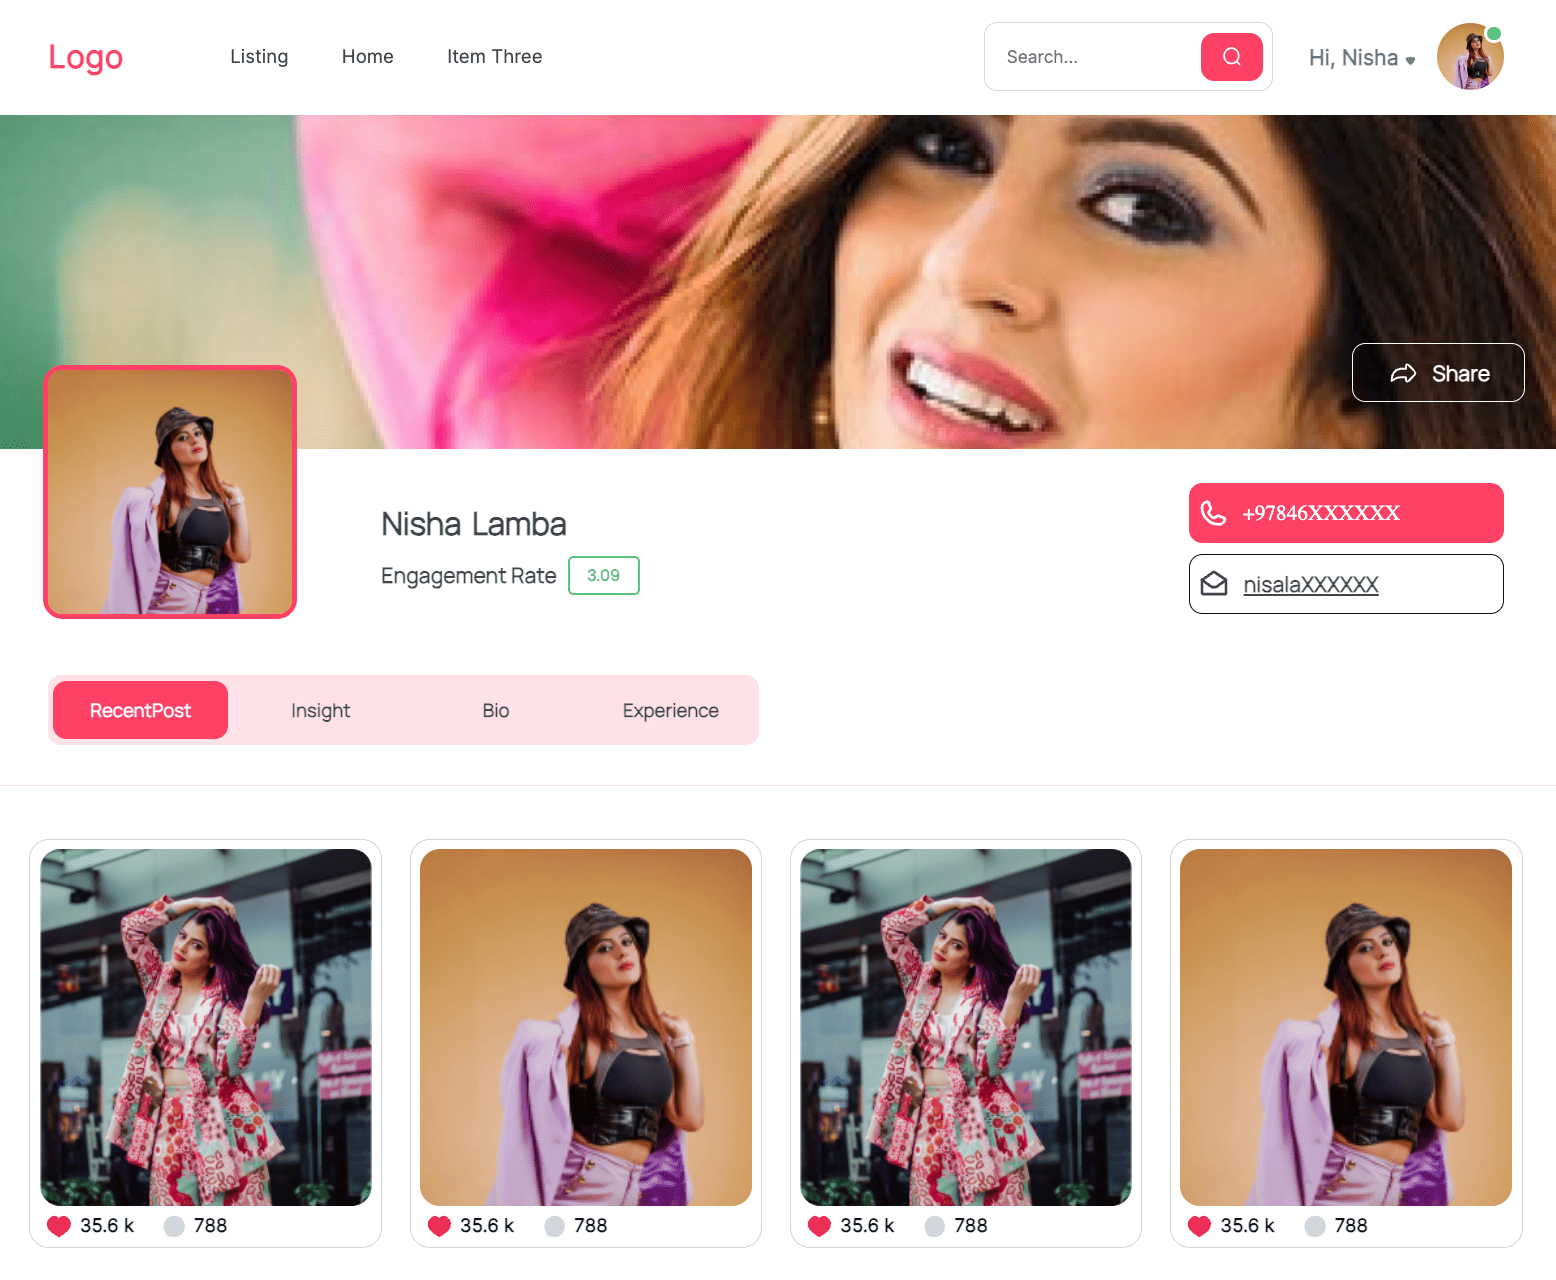 Logo
Listing
Home
Item Three
Search...
Hi, Nisha
Share
Nisha Lamba
Engagement Rate
3.09
+97846XXXXXX
nisalaXXXXXX
RecentPost
Insight
Bio
Experience
35.6 k
788
35.6 k
788
35.6 k
788
35.6 k
788